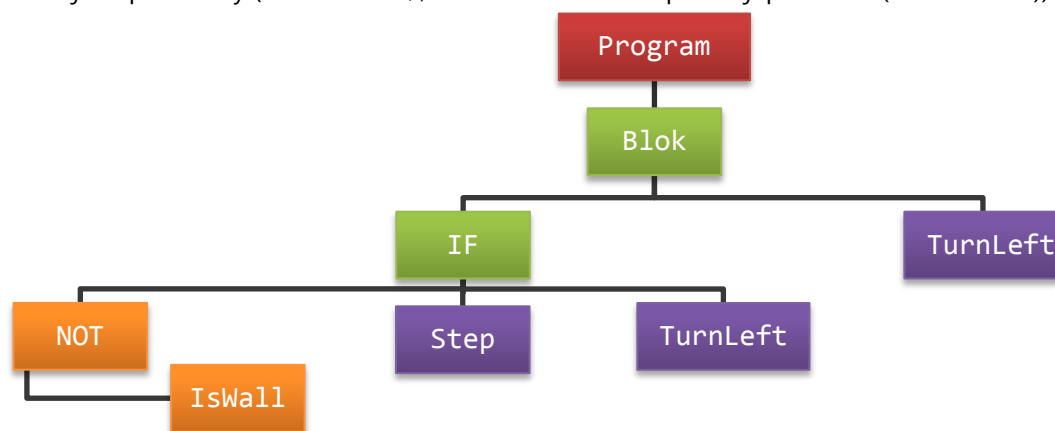 Program
Blok
IF
TurnLeft
NOT
Step
TurnLeft
IsWall